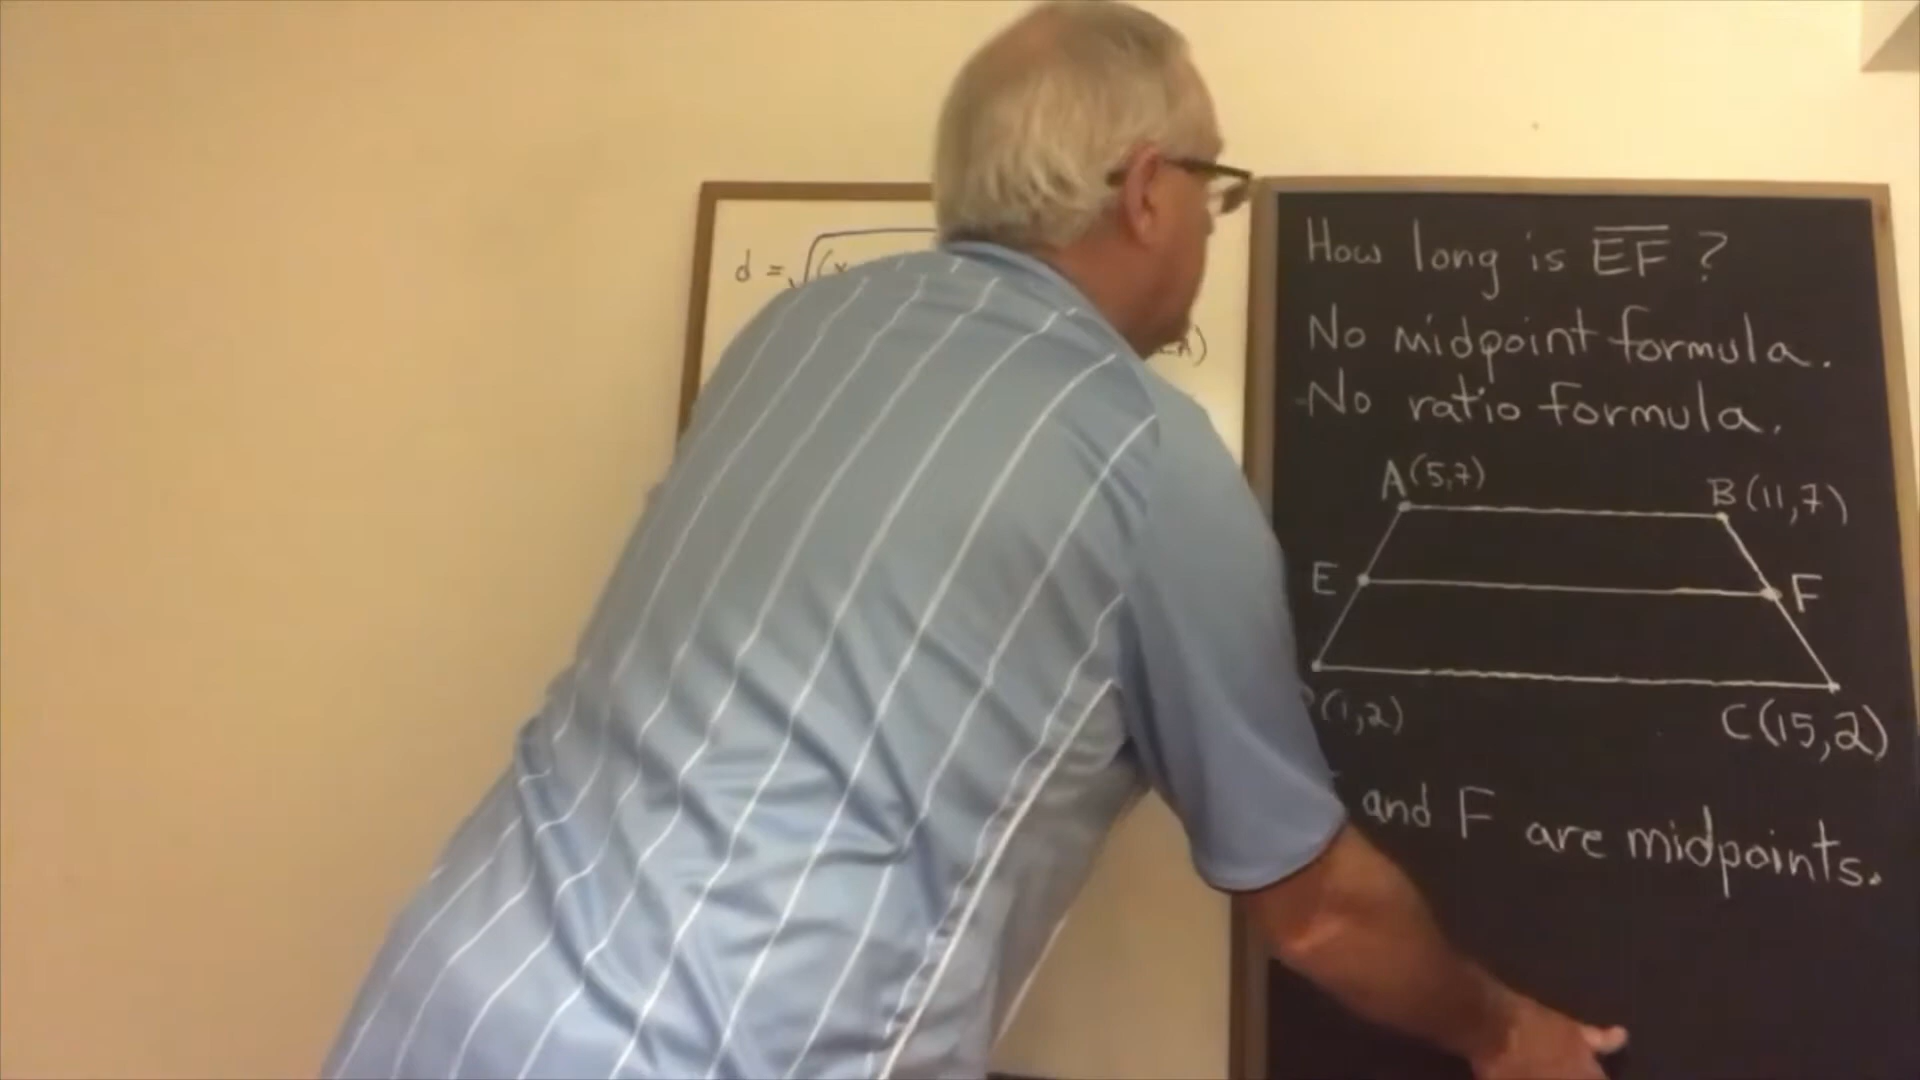 d = √(x
How long is EF ?
No midpoint formula.
No ratio formula.
A(5,7)
B(11,7)
E
F
(1,2)
C(15,2)
and F are midpoints.